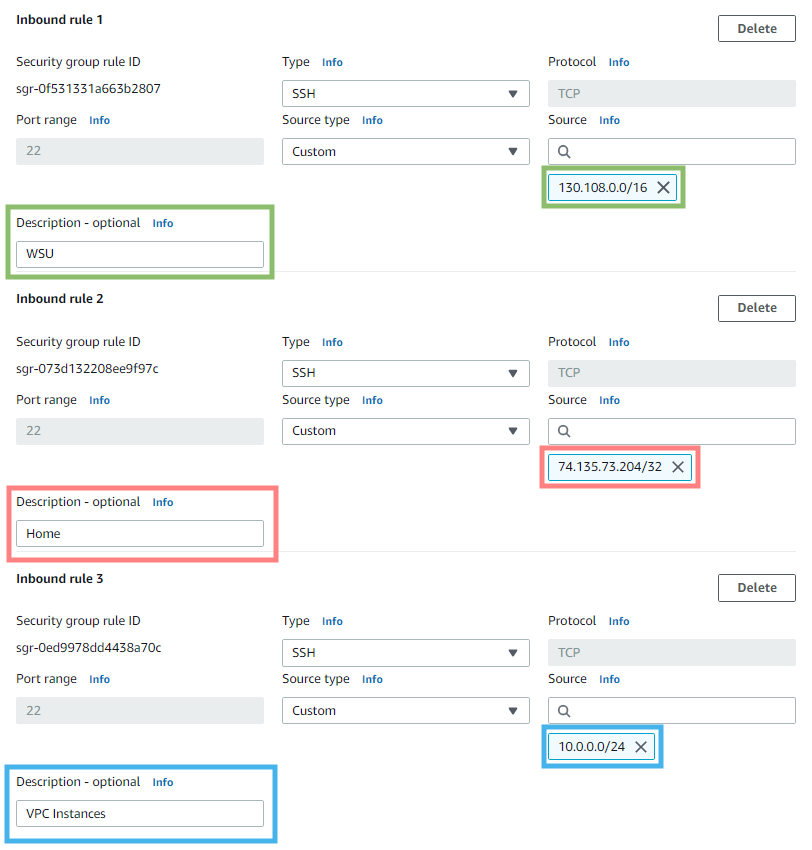 Inbound rule 1
Delete
Security group rule ID
Type Info
Protocol Info
sgr-0f531331a663b2807
SSH
TCP
Port range Info
Source type Info
Source Info
22
Custom
130.108.0.0/16
Description - optional Info
WSU
Inbound rule 2
Delete
Security group rule ID
Type Info
Protocol Info
sgr-073d132208ee9f97c
SSH
TCP
Port range Info
Source type Info
Source Info
22
Custom
74.135.73.204/32
Description - optional Info
Home
Inbound rule 3
Delete
Security group rule ID
Type Info
Protocol Info
sgr-0ed9978dd4438a70c
SSH
TCP
Port range Info
Source type Info
Source Info
22
Custom
10.0.0.0/24
Description - optional Info
VPC Instances